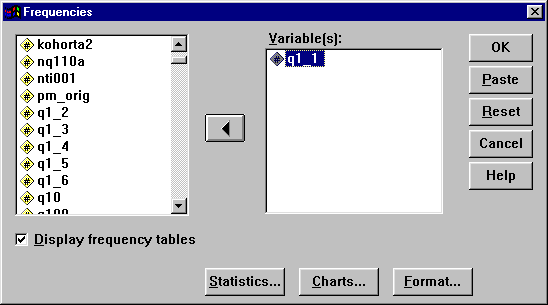 Frequencies
kohorta2
nq110a
nti001
pm_orig
q1_2
q1_3
q1_4
q1_5
q1_6
q10
q100
Variable(s):
q1_1
OK
Paste
Reset
Cancel
Help
Display frequency tables
Statistics...
Charts...
Format...